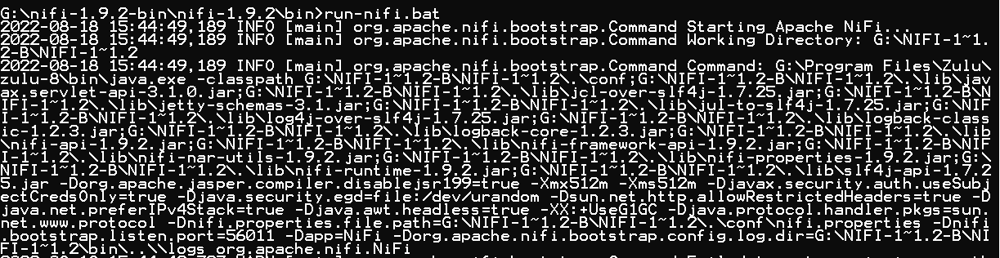 G:\nifi-1.9.2-bin\nifi-1.9.2\bin>run-nifi.bat
2022-08-18 15:44:49,189 INFO [main] org.apache.nifi.bootstrap.Command Starting Apache NiFi...
2022-08-18 15:44:49,189 INFO [main] org.apache.nifi.bootstrap.Command Working Directory: G:\NIFI-1~1.
2-B\NIFI-1~1.2
2022-08-18 15:44:49,189 INFO [main] org.apache.nifi.bootstrap.Command Command: G:\Program Files\Zulu\
zulu-8\bin\java.exe -classpath G:\NIFI-1~1.2-B\NIFI-1~1.2\.\conf;G:\NIFI-1~1.2-B\NIFI-1~1.2\.\lib\jav
ax.servlet-api-3.1.0.jar;G:\NIFI-1~1.2-B\NIFI-1~1.2\.\lib\jcl-over-slf4j-1.7.25.jar;G:\NIFI-1~1.2-B\N
IFI-1~1.2\.\lib\jetty-schemas-3.1.jar;G:\NIFI-1~1.2-B\NIFI-1~1.2\.\lib\jul-to-slf4j-1.7.25.jar;G:\NIF
I-1~1.2-B\NIFI-1~1.2\.\lib\log4j-over-slf4j-1.7.25.jar;G:\NIFI-1~1.2-B\NIFI-1~1.2\.\lib\logback-class
ic-1.2.3.jar;G:\NIFI-1~1.2-B\NIFI-1~1.2\.\lib\logback-core-1.2.3.jar;G:\NIFI-1~1.2-B\NIFI-1~1.2\.\lib
\nifi-api-1.9.2.jar;G:\NIFI-1~1.2-B\NIFI-1~1.2\.\lib\nifi-framework-api-1.9.2.jar;G:\NIFI-1~1.2-B\NIF
I-1~1.2\.\lib\nifi-nar-utils-1.9.2.jar;G:\NIFI-1~1.2-B\NIFI-1~1.2\.\lib\nifi-properties-1.9.2.jar;G:\
NIFI-1~1.2-B\NIFI-1~1.2\.\lib\nifi-runtime-1.9.2.jar;G:\NIFI-1~1.2-B\NIFI-1~1.2\.\lib\slf4j-api-1.7.2
5.jar -Dorg.apache.jasper.compiler.disablejsr199=true -Xmx512m -Xms512m -Djavax.security.auth.useSubj
ectCredsOnly=true -Djava.security.egd=file:/dev/urandom -Dsun.net.http.allowRestrictedHeaders=true -D
java.net.preferIPv4Stack=true -Djava.awt.headless=true -XX:+UseG1GC -Djava.protocol.handler.pkgs=sun.
net.www.protocol -Dnifi.properties.file.path=G:\NIFI-1~1.2-B\NIFI-1~1.2\.\conf\nifi.properties -Dnifi
.bootstrap.listen.port=56011 -Dapp=NiFi -Dorg.apache.nifi.bootstrap.config.log.dir=G:\NIFI-1~1.2-B\NI
FI-1~1.2\bin\..\\logs org.apache.nifi.NiFi